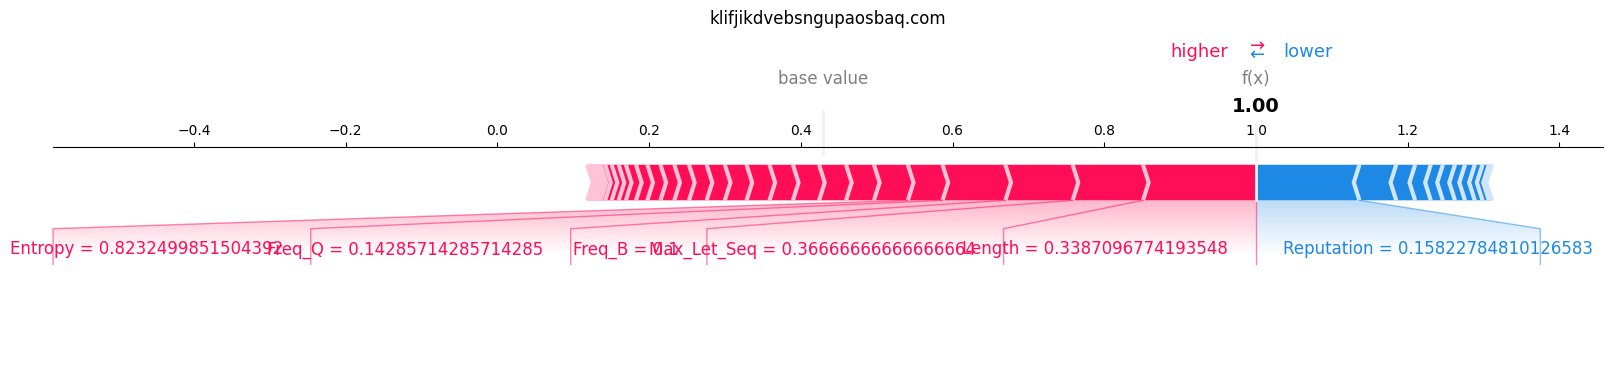 klifjikdvebsngupaosbaq.com
higher ⇄ lower
base value
f(x)
1.00
−0.4 −0.2 0.0 0.2 0.4 0.6 0.8 1.0 1.2 1.4
Entropy = 0.8232499851504392
Freq_Q = 0.14285714285714285
Freq_B = 0.1
Max_Let_Seq = 0.36666666666666664
Length = 0.3387096774193548
Reputation = 0.15822784810126583